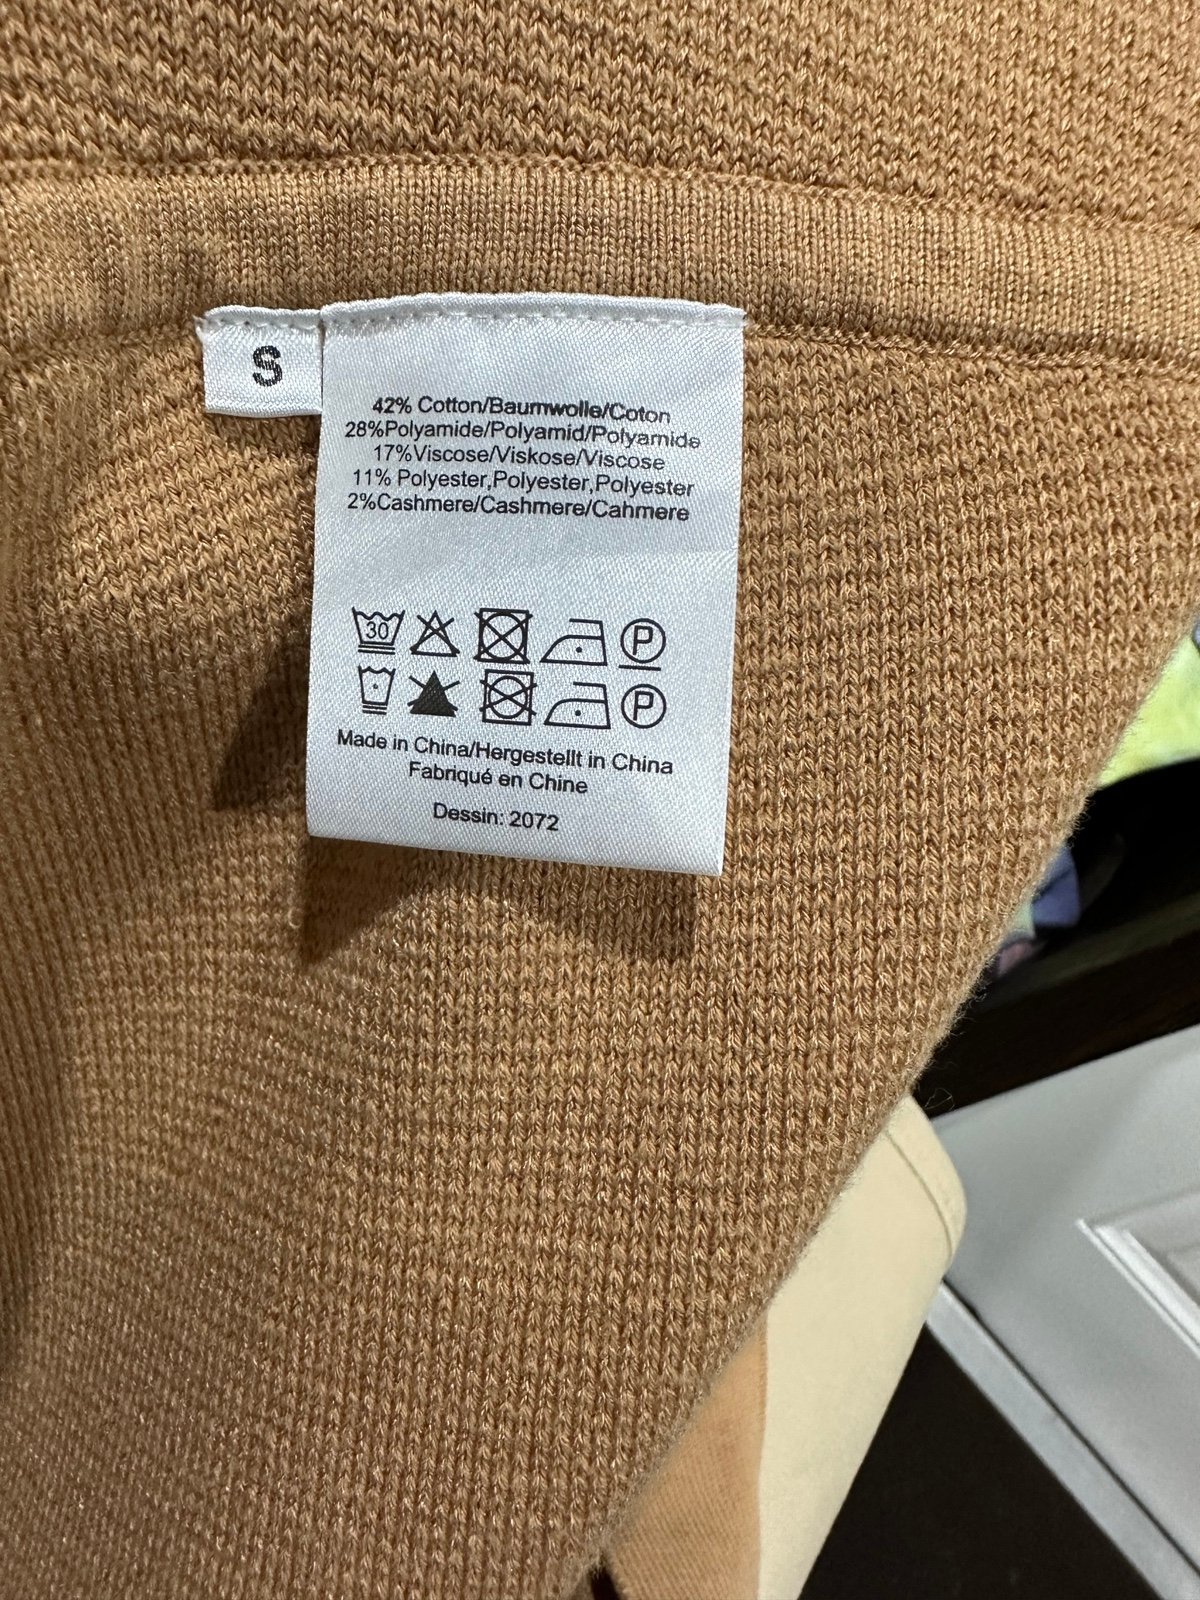 S
42% Cotton/Baumwolle/Coton
28%Polyamide/Polyamid/Polyamide
17%Viscose/Viskose/Viscose
11% Polyester,Polyester,Polyester
2%Cashmere/Cashmere/Cahmere
30 P
P
Made in China/Hergestellt in China
Fabriqué en Chine
Dessin: 2072